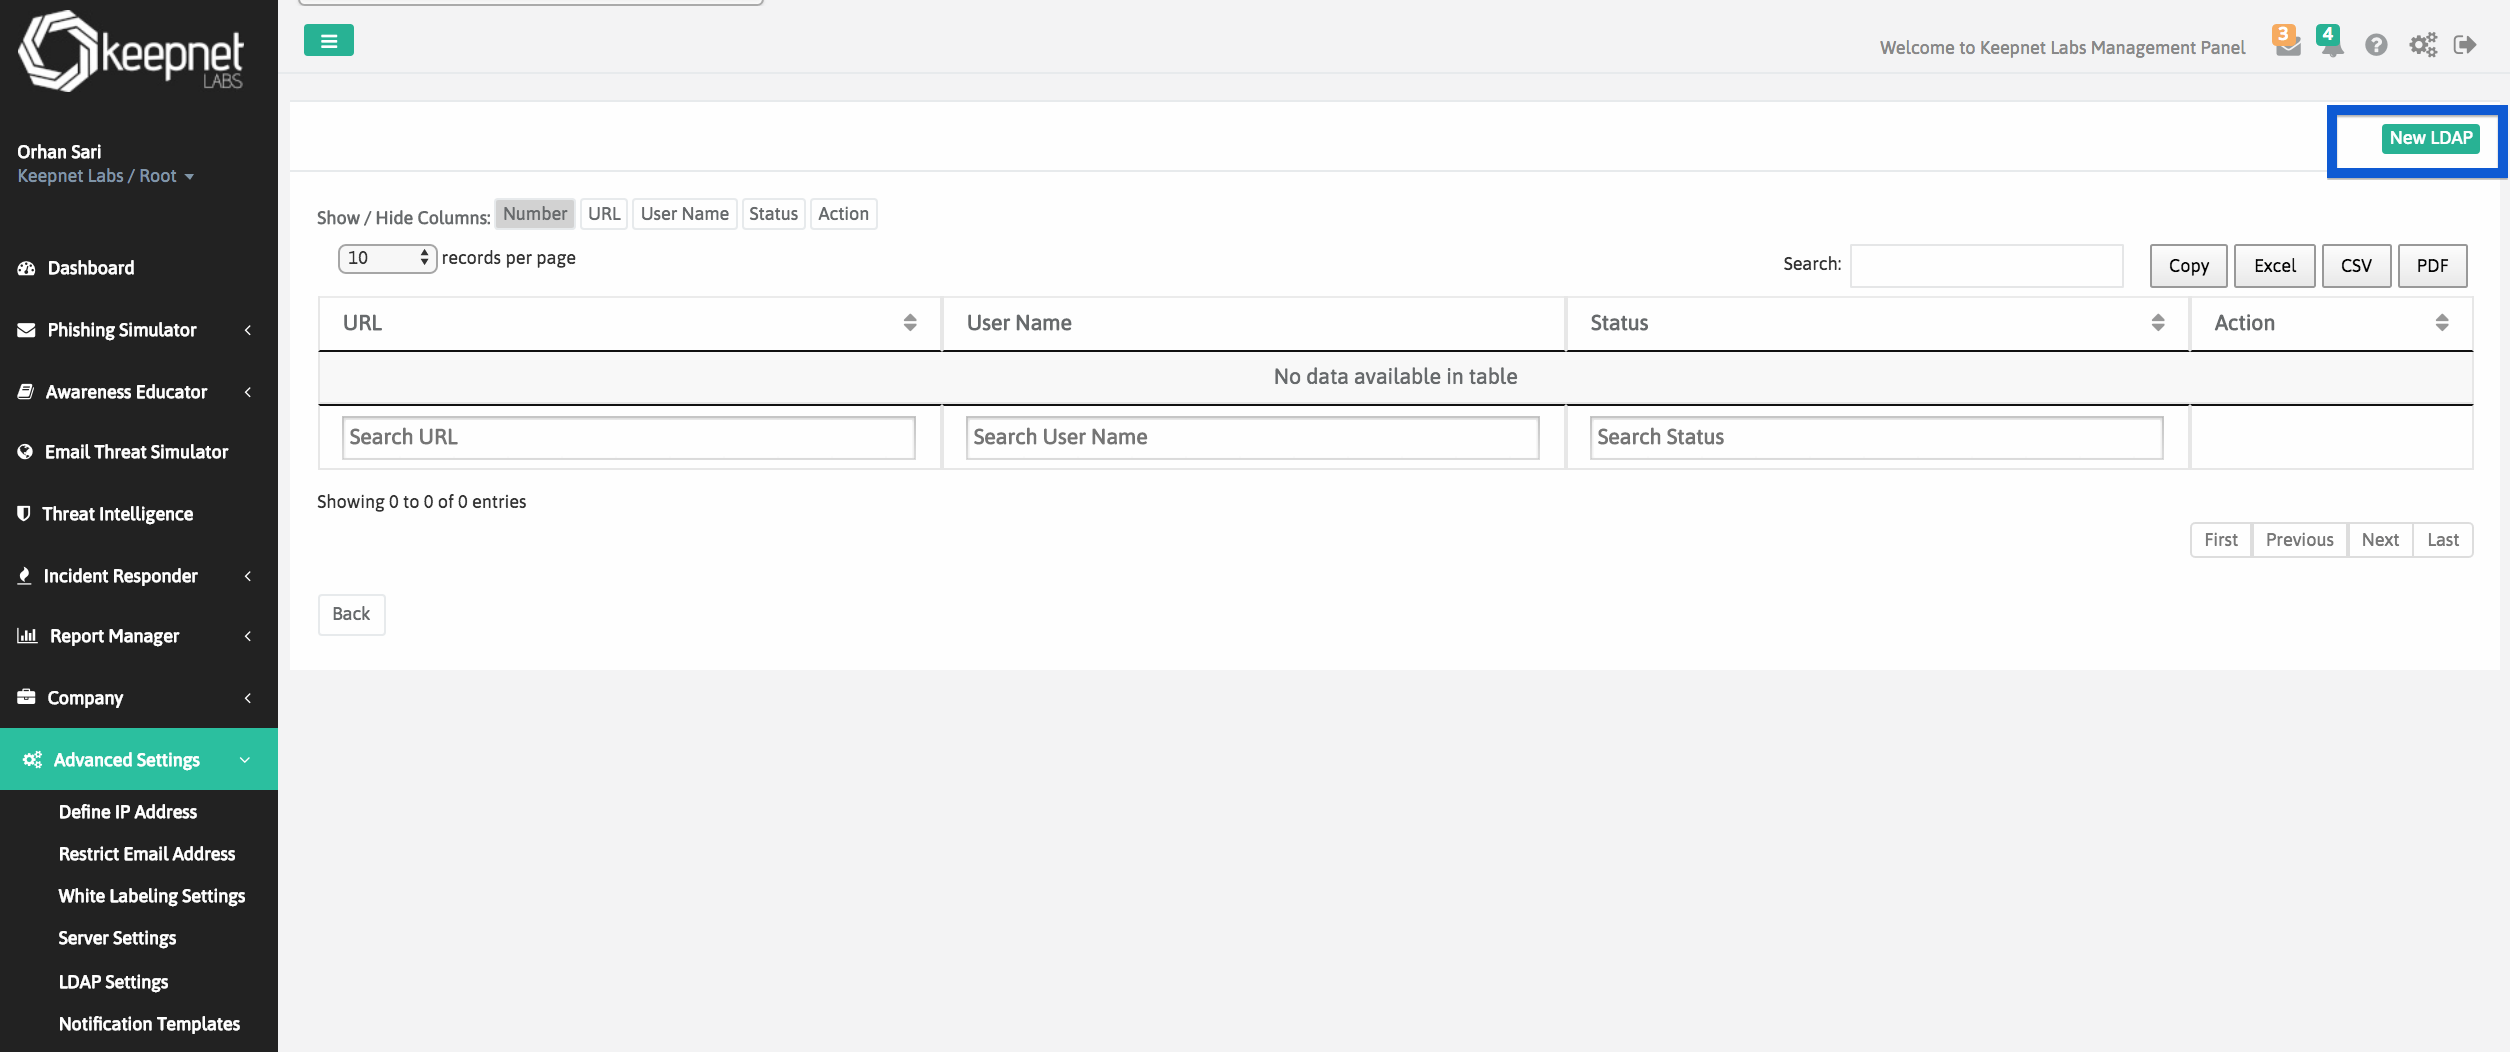 keepnet
LABS
Orhan Sari
Keepnet Labs / Root
Dashboard
Phishing Simulator
Awareness Educator
Email Threat Simulator
Threat Intelligence
Incident Responder
Report Manager
Company
Advanced Settings
Define IP Address
Restrict Email Address
White Labeling Settings
Server Settings
LDAP Settings
Notification Templates
Welcome to Keepnet Labs Management Panel 3 4
New LDAP
Show / Hide Columns: Number URL User Name Status Action
10 records per page
Search: Copy Excel CSV PDF
URL User Name Status Action
No data available in table
Search URL Search User Name Search Status
Showing 0 to 0 of 0 entries
First Previous Next Last
Back